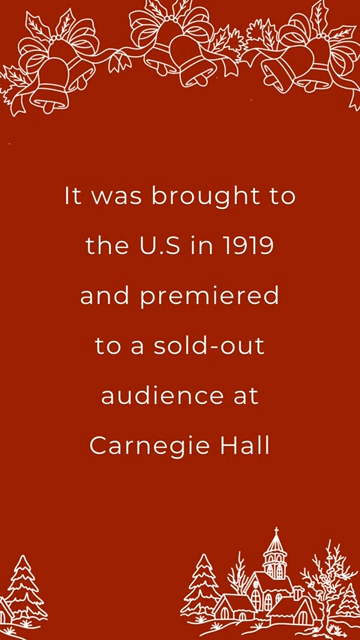 It was brought to
the U.S in 1919
and premiered
to a sold-out
audience at
Carnegie Hall